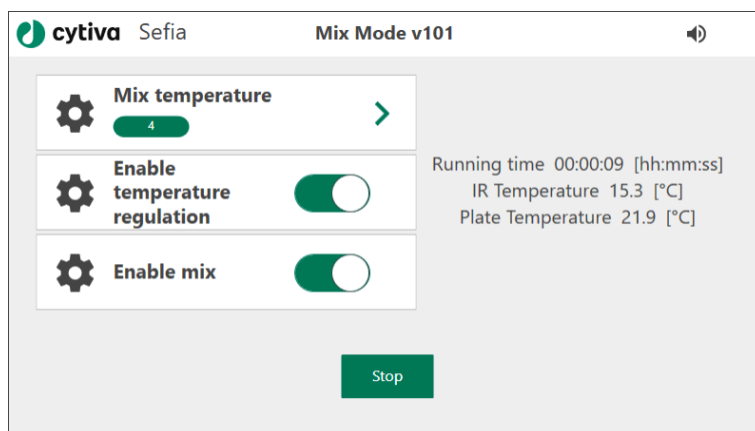 cytiva Sefia
Mix Mode v101
Mix temperature
4
Enable
temperature
regulation
Enable mix
Running time 00:00:09 [hh:mm:ss]
IR Temperature 15.3 [°C]
Plate Temperature 21.9 [°C]
Stop